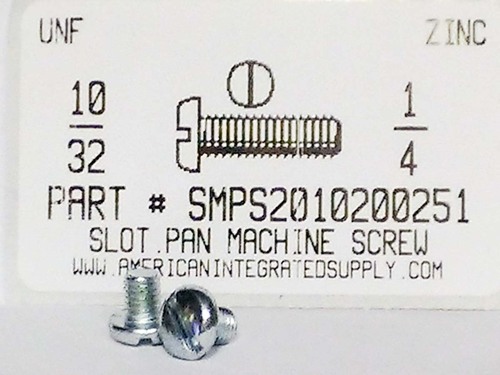 UNF ZINC
10 1
32 4
PART # SMPS2010200251
SLOT.PAN MACHINE SCREW
WWW.AMERICANINTEGRATEDSUPPLY.COM